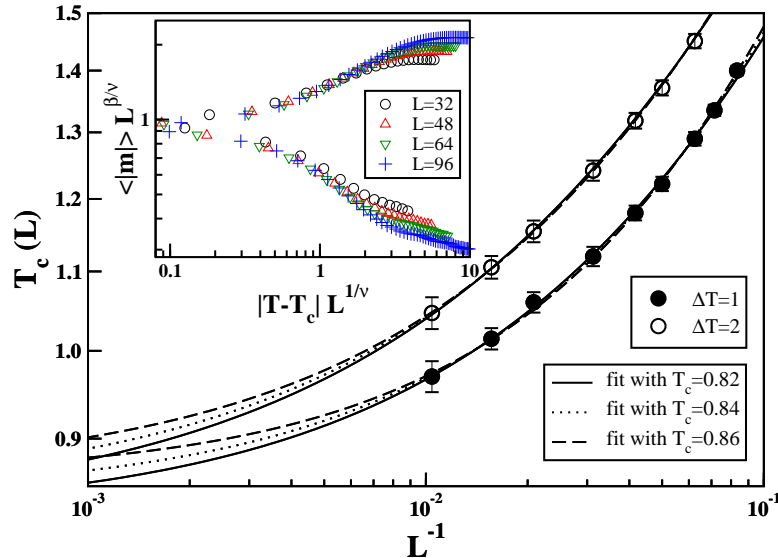 1.5
1.4
1.3
1.2
1.1
1.0
0.9
T_c (L)
10^-3
10^-2
10^-1
L^-1
<|m|> L^β/ν
1
0.1
1
10
|T-T_c| L^1/ν
L=32
L=48
L=64
L=96
ΔT=1
ΔT=2
fit with T_c=0.82
fit with T_c=0.84
fit with T_c=0.86